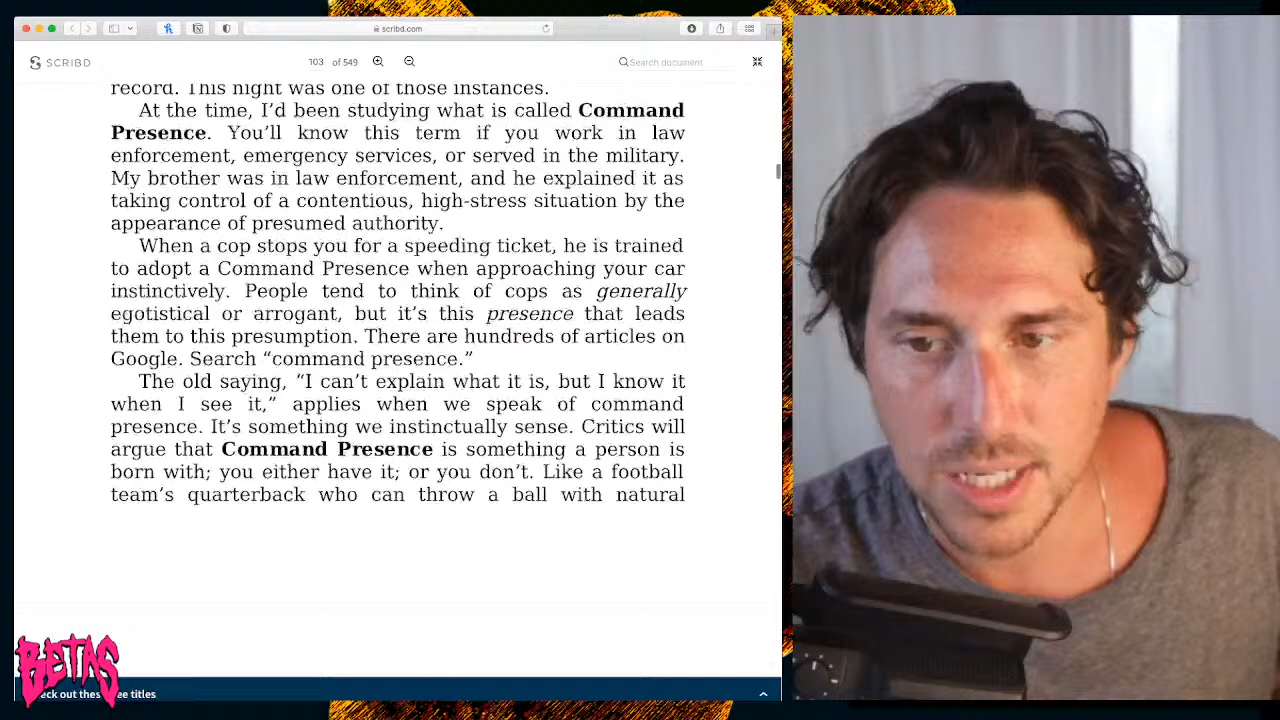 scribd.com
SCRIBD
103 of 549
Search document
record. This night was one of those instances.
At the time, I’d been studying what is called Command
Presence. You’ll know this term if you work in law
enforcement, emergency services, or served in the military.
My brother was in law enforcement, and he explained it as
taking control of a contentious, high-stress situation by the
appearance of presumed authority.
When a cop stops you for a speeding ticket, he is trained
to adopt a Command Presence when approaching your car
instinctively. People tend to think of cops as generally
egotistical or arrogant, but it’s this presence that leads
them to this presumption. There are hundreds of articles on
Google. Search “command presence.”
The old saying, “I can’t explain what it is, but I know it
when I see it,” applies when we speak of command
presence. It’s something we instinctually sense. Critics will
argue that Command Presence is something a person is
born with; you either have it; or you don’t. Like a football
team’s quarterback who can throw a ball with natural
BETAS
eck out thes ee titles